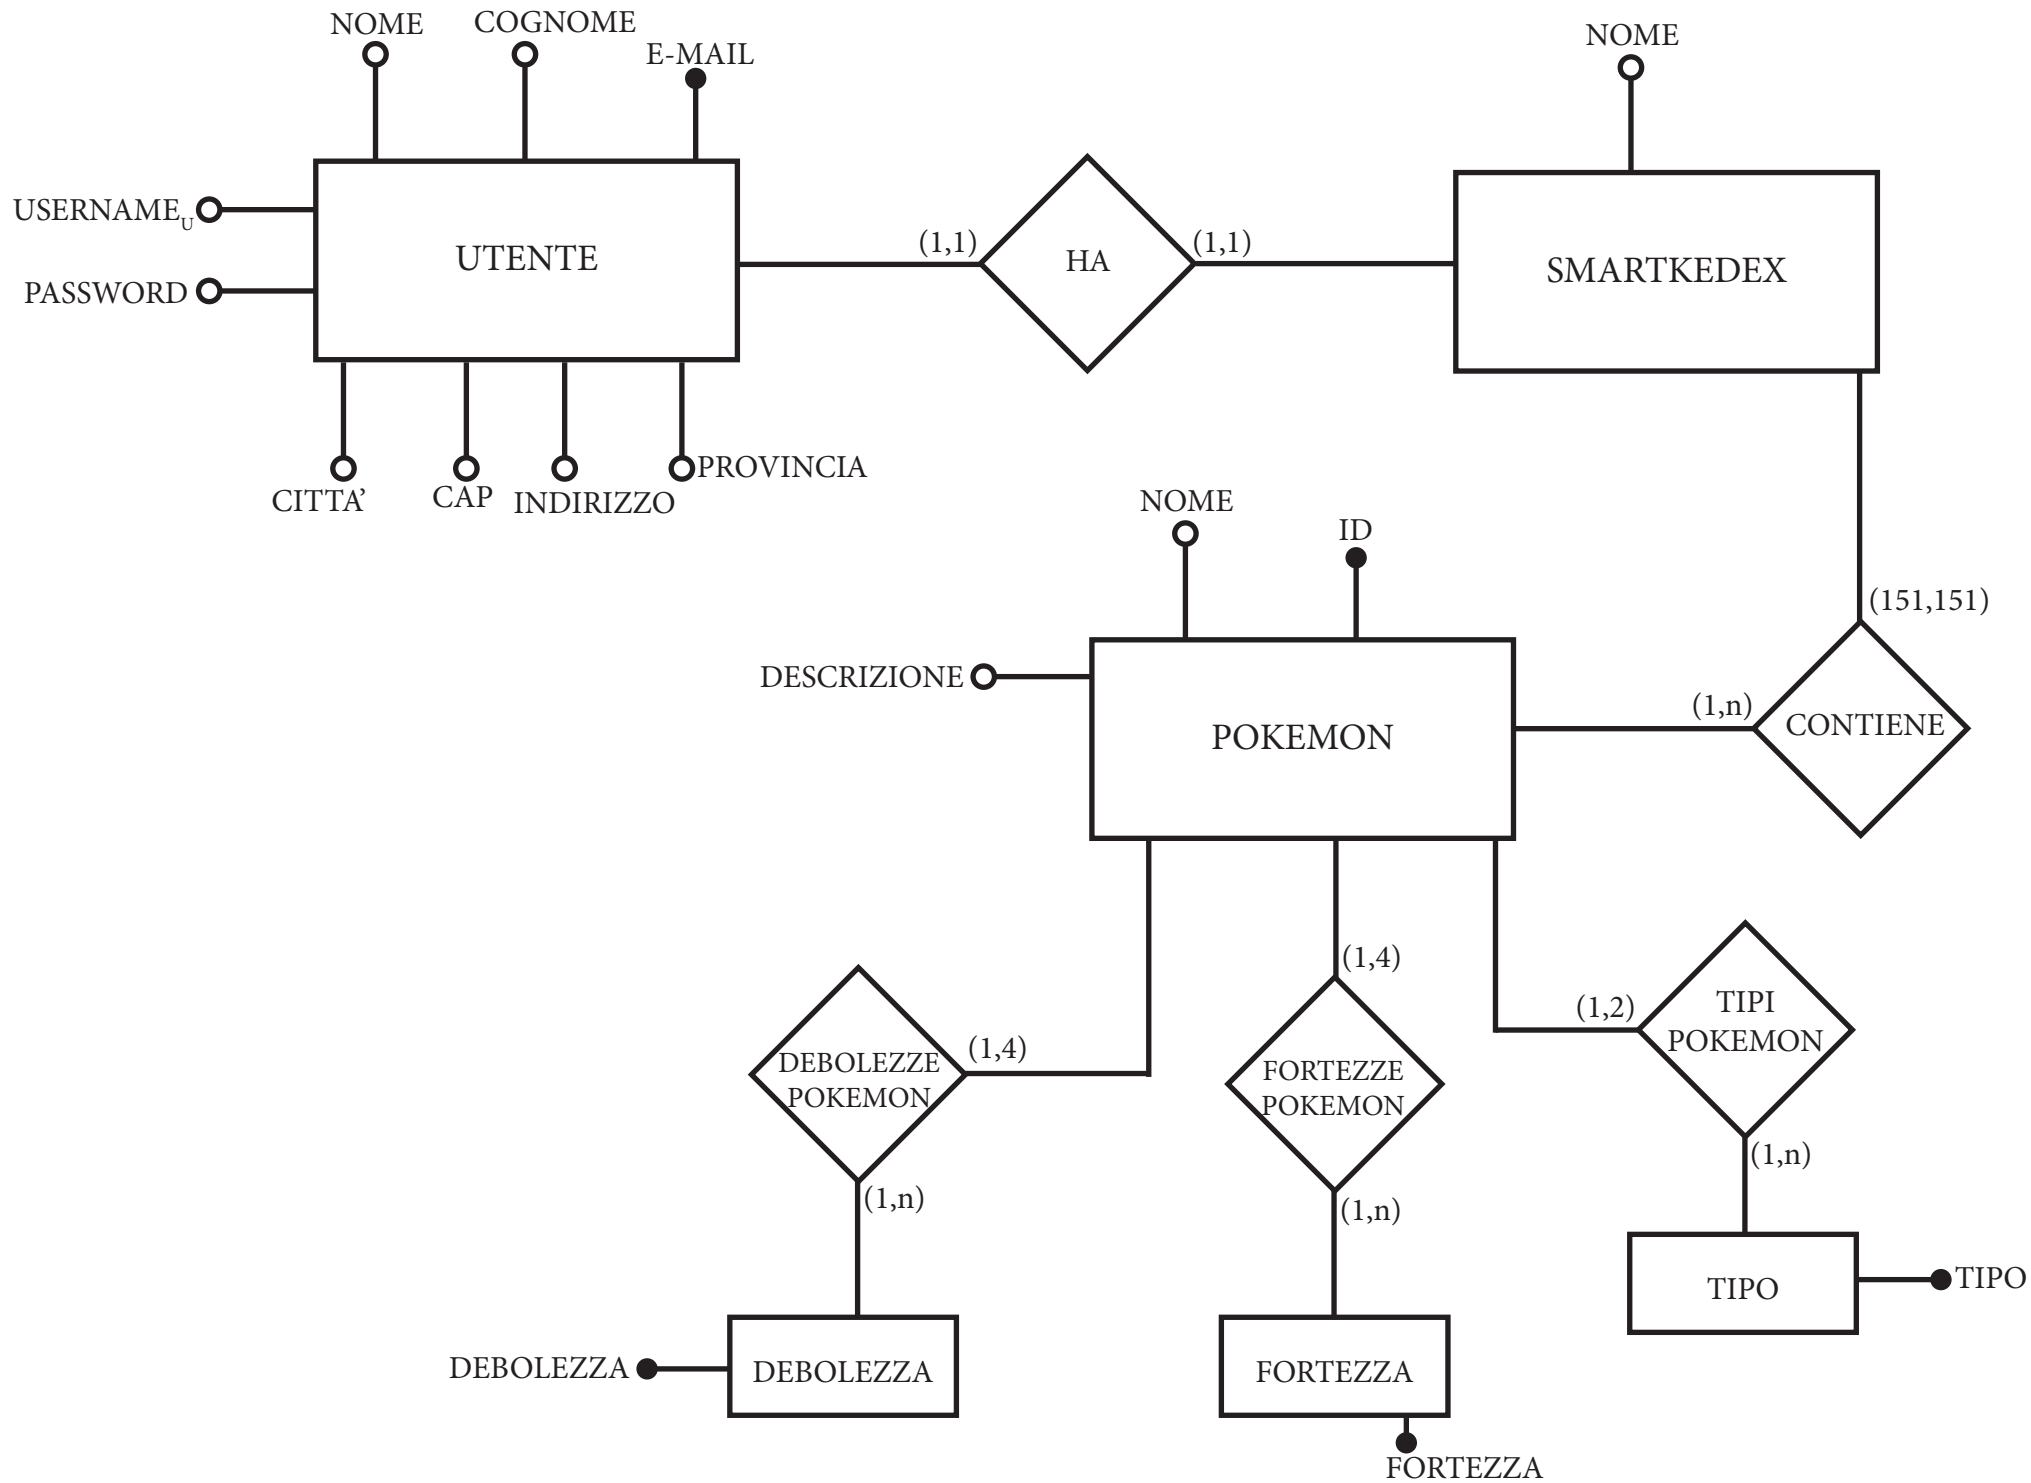 NOME
COGNOME
E-MAIL
NOME
USERNAMEU
PASSWORD
UTENTE
(1,1)
HA
(1,1)
SMARTKEDEX
CITTA’
CAP
INDIRIZZO
PROVINCIA
NOME
ID
(151,151)
DESCRIZIONE
POKEMON
(1,n)
CONTIENE
(1,4)
(1,2)
TIPI
POKEMON
(1,4)
DEBOLEZZE
POKEMON
FORTEZZE
POKEMON
(1,n)
(1,n)
(1,n)
TIPO
TIPO
DEBOLEZZA
DEBOLEZZA
FORTEZZA
FORTEZZA